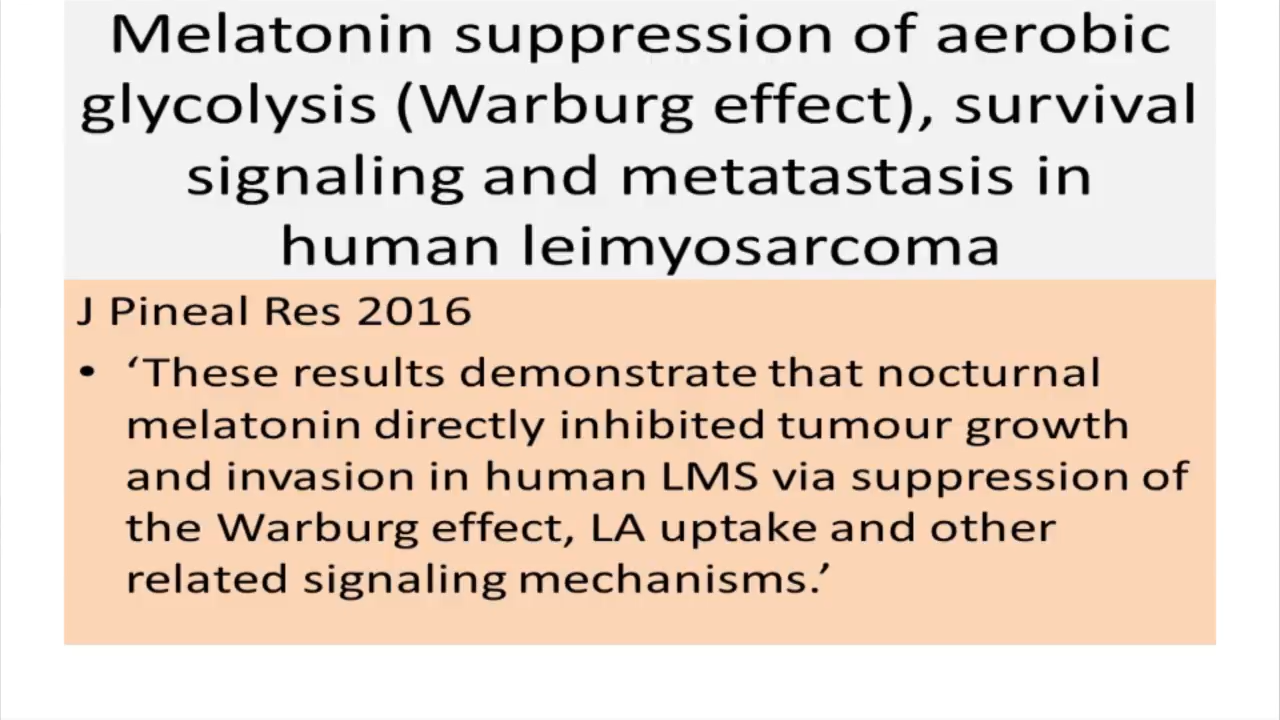 Melatonin suppression of aerobic
glycolysis (Warburg effect), survival
signaling and metatastasis in
human leimyosarcoma
J Pineal Res 2016
• ‘These results demonstrate that nocturnal
melatonin directly inhibited tumour growth
and invasion in human LMS via suppression of
the Warburg effect, LA uptake and other
related signaling mechanisms.’